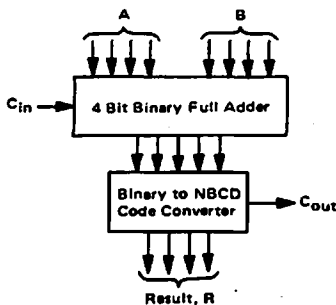 A B
Cin
4 Bit Binary Full Adder
Binary to NBCD
Code Converter
Cout
Result, R